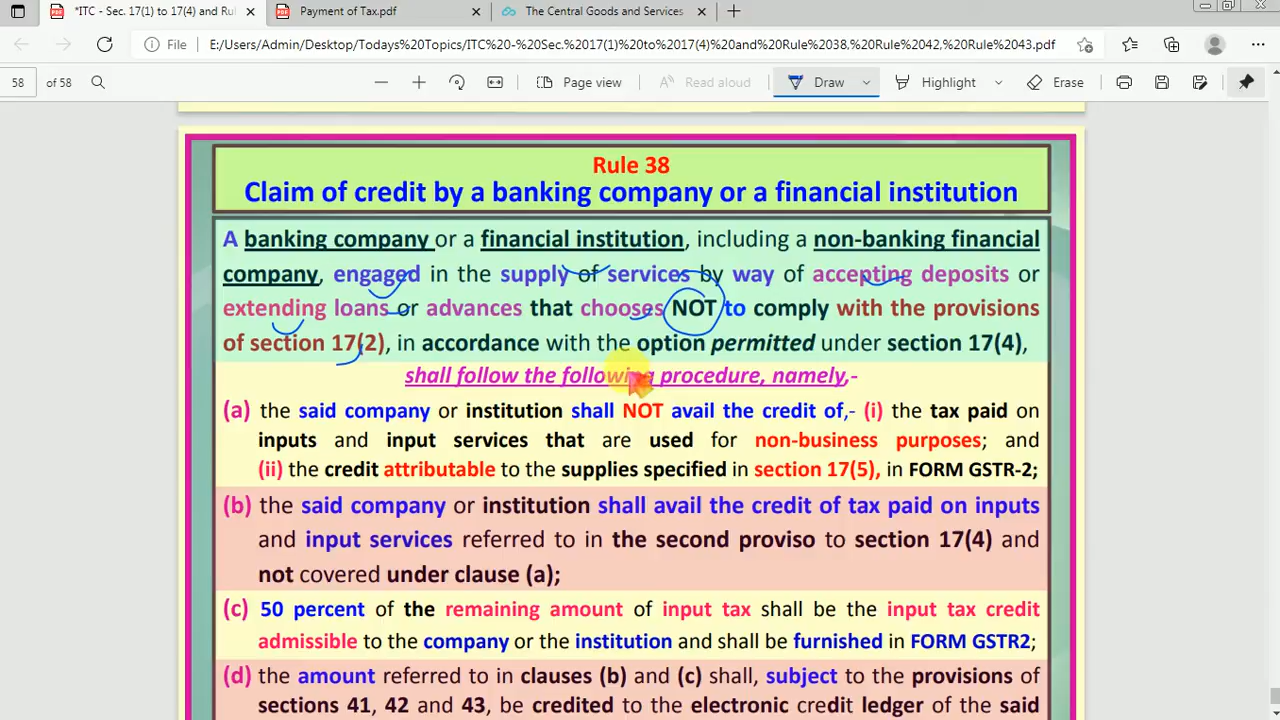 *ITC - Sec. 17(1) to 17(4) and Ru
Payment of Tax.pdf
The Central Goods and Services
File
E:/Users/Admin/Desktop/Todays%20Topics/ITC%20-%20Sec.%2017(1)%20to%2017(4)%20and%20Rule%2038,%20Rule%2042,%20Rule%2043.pdf
58 of 58
Page view
Read aloud
Draw
Highlight
Erase
Rule 38
Claim of credit by a banking company or a financial institution
A banking company or a financial institution, including a non-banking financial
company, engaged in the supply of services by way of accepting deposits or
extending loans or advances that chooses NOT to comply with the provisions
of section 17(2), in accordance with the option permitted under section 17(4),
shall follow the following procedure, namely,-
(a) the said company or institution shall NOT avail the credit of,- (i) the tax paid on
inputs and input services that are used for non-business purposes; and
(ii) the credit attributable to the supplies specified in section 17(5), in FORM GSTR-2;
(b) the said company or institution shall avail the credit of tax paid on inputs
and input services referred to in the second proviso to section 17(4) and
not covered under clause (a);
(c) 50 percent of the remaining amount of input tax shall be the input tax credit
admissible to the company or the institution and shall be furnished in FORM GSTR2;
(d) the amount referred to in clauses (b) and (c) shall, subject to the provisions of
sections 41, 42 and 43, be credited to the electronic credit ledger of the said